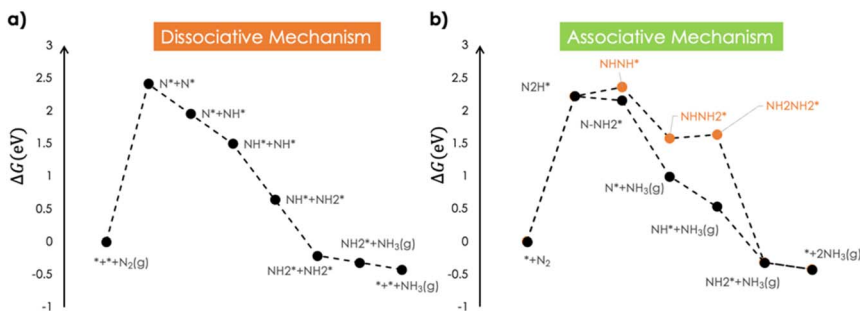 a)
Dissociative Mechanism
ΔG(eV)
3
2.5
2
1.5
1
0.5
0
-0.5
-1
N*+N*
N*+NH*
NH*+NH*
NH*+NH2*
*+*+N₂(g)
NH2*+NH₃(g)
NH2*+NH2*
*+*+NH₃(g)
b)
Associative Mechanism
ΔG(eV)
3
2.5
2
1.5
1
0.5
0
-0.5
-1
NHNH*
N2H*
N-NH2*
NHNH2*
NH2NH2*
N*+NH₃(g)
NH*+NH₃(g)
*+N₂
*+2NH₃(g)
NH2*+NH₃(g)